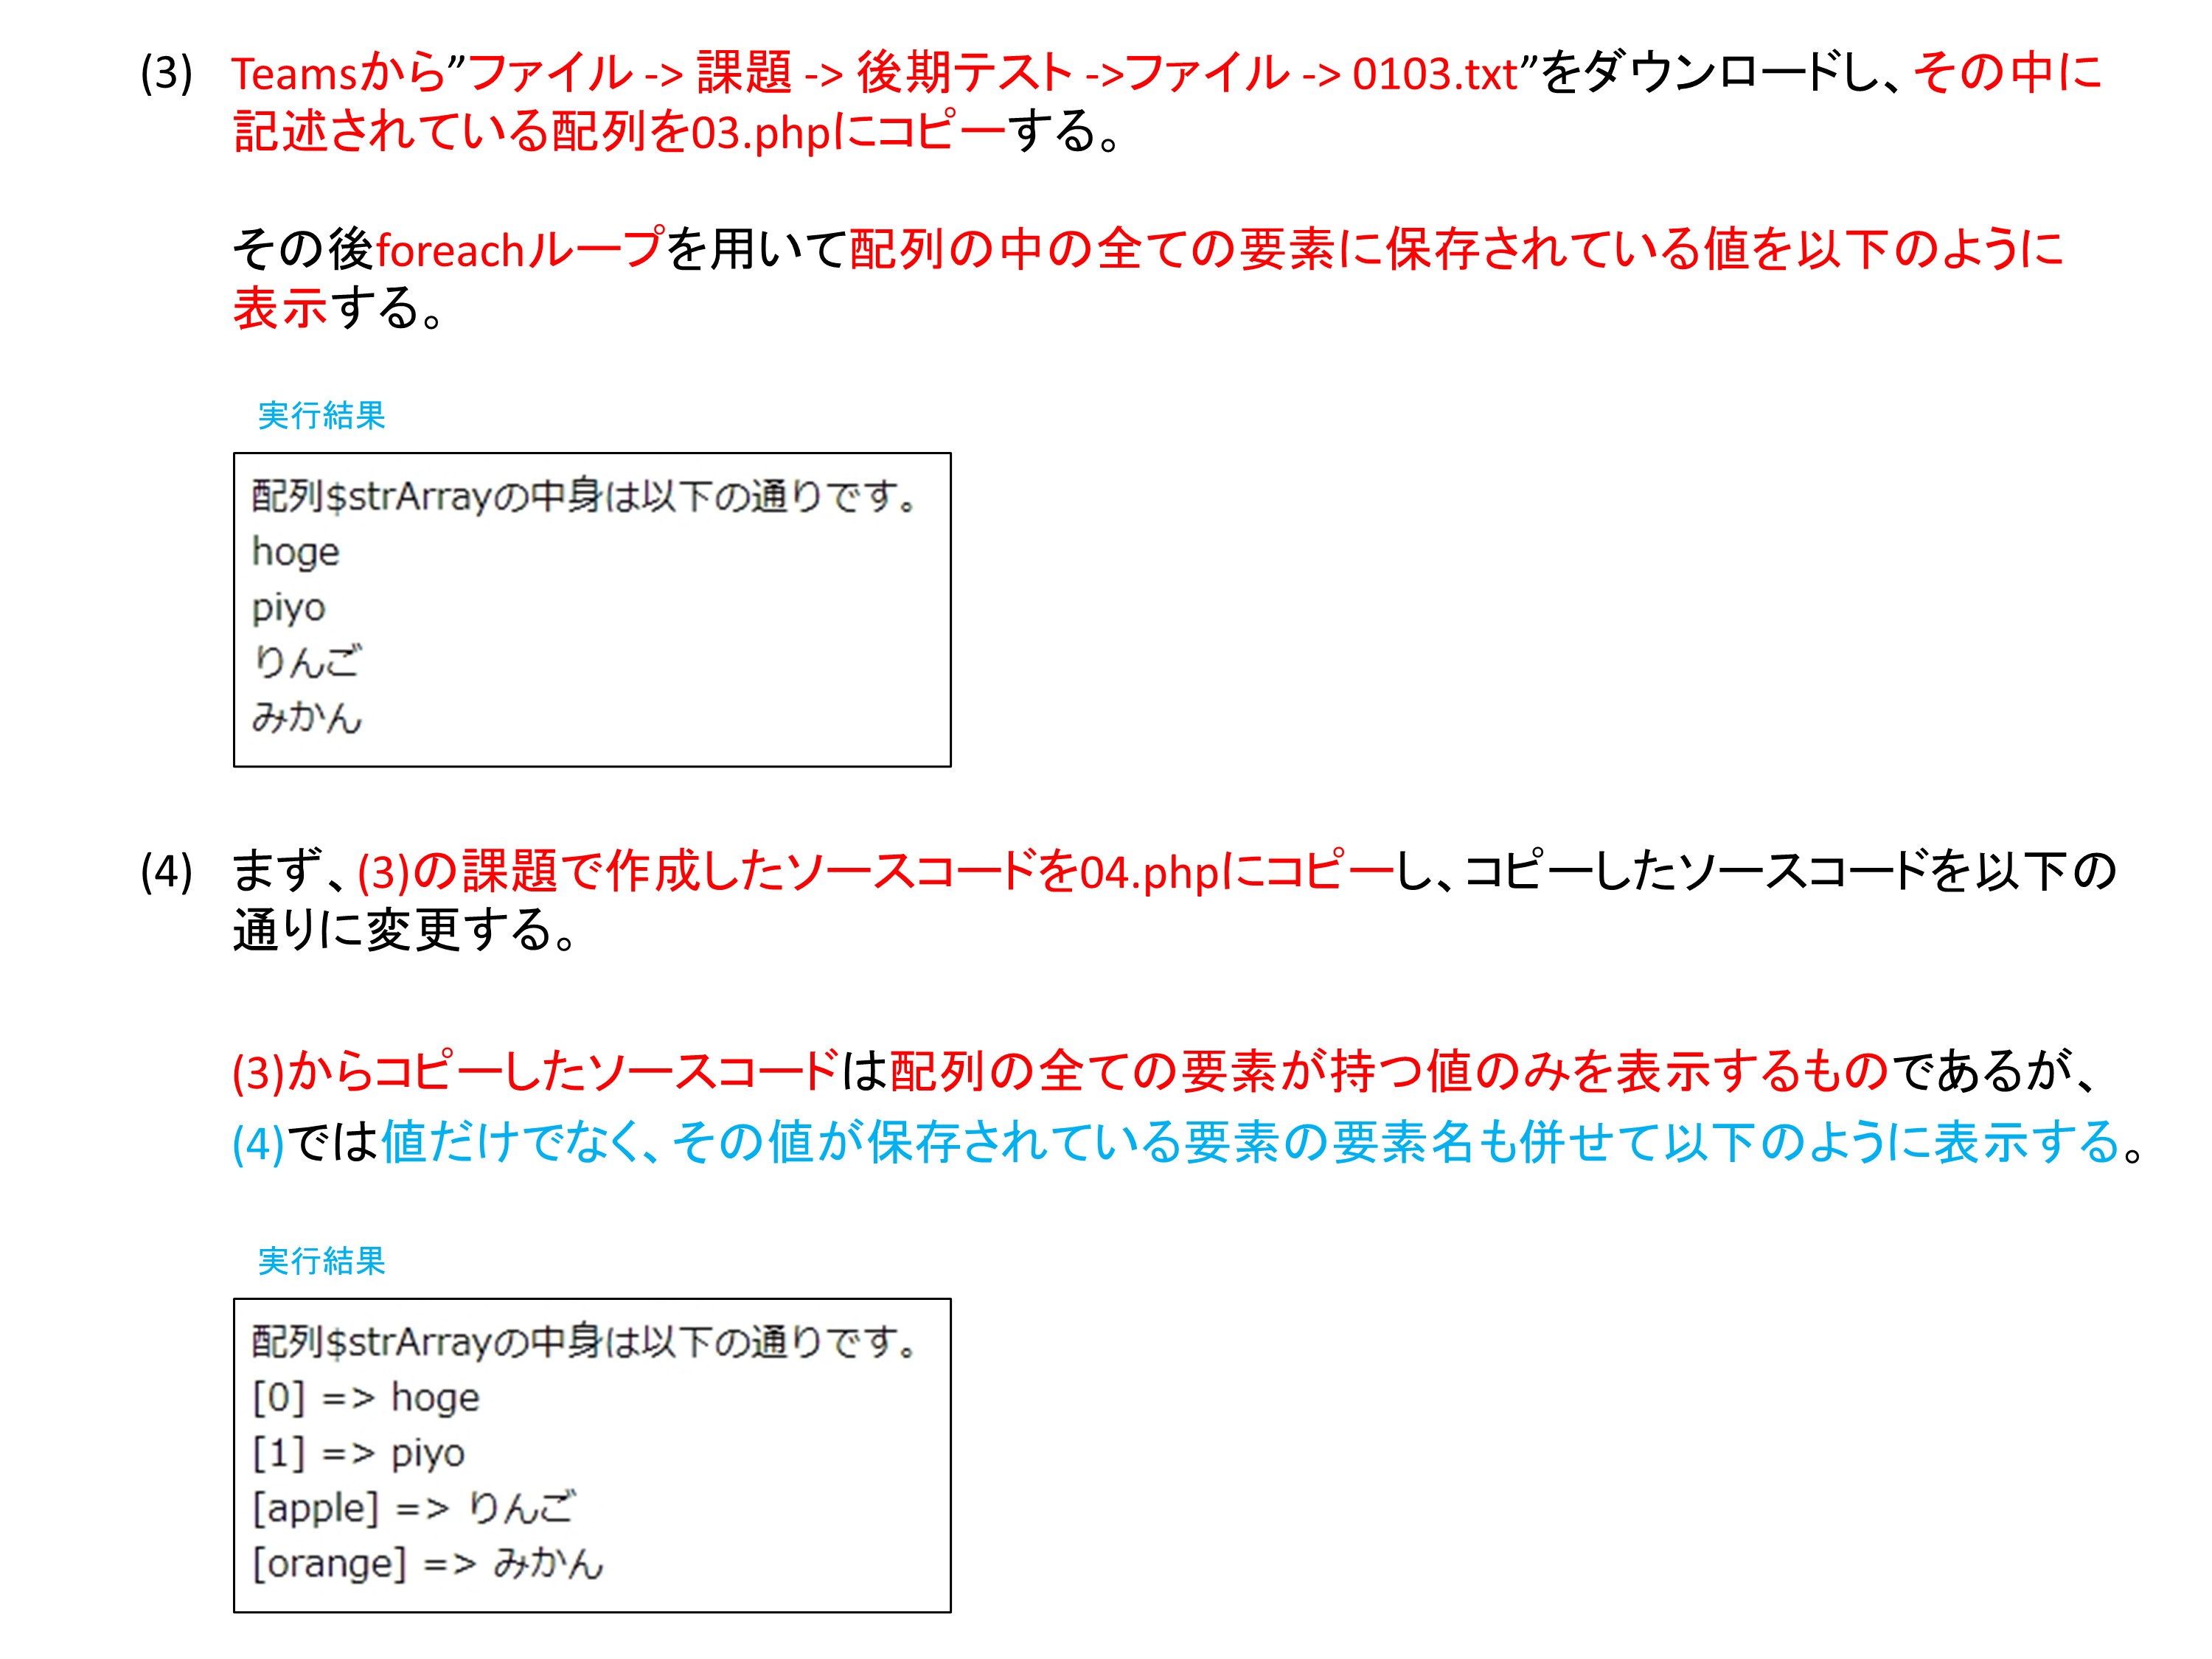 (3) Teamsから”ファイル -> 課題 -> 後期テスト ->ファイル -> 0103.txt”をダウンロードし、その中に
記述されている配列を03.phpにコピーする。
その後foreachループを用いて配列の中の全ての要素に保存されている値を以下のように
表示する。
実行結果
配列$strArrayの中身は以下の通りです。
hoge
piyo
りんご
みかん
(4) まず、(3)の課題で作成したソースコードを04.phpにコピーし、コピーしたソースコードを以下の
通りに変更する。
(3)からコピーしたソースコードは配列の全ての要素が持つ値のみを表示するものであるが、
(4)では値だけでなく、その値が保存されている要素の要素名も併せて以下のように表示する。
実行結果
配列$strArrayの中身は以下の通りです。
[0] => hoge
[1] => piyo
[apple] => りんご
[orange] => みかん